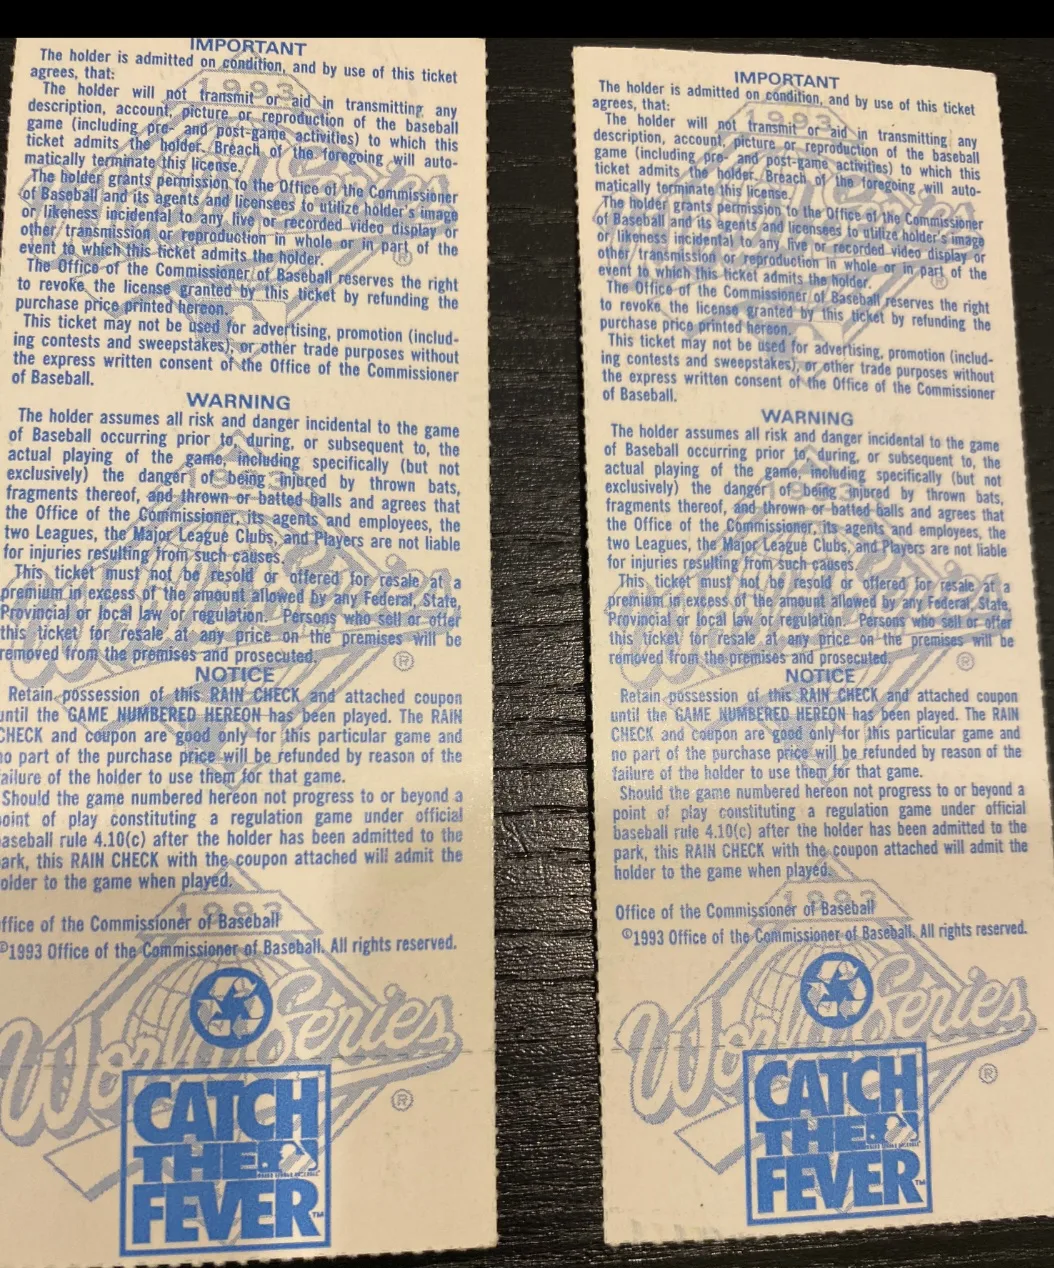 IMPORTANT
The holder is admitted on condition, and by use of this ticket
agrees, that:
The holder will not transmit or aid in transmitting any
description, account, picture or reproduction of the baseball
game (including pre- and post-game activities) to which this
ticket admits the holder. Breach of the foregoing will auto-
matically terminate this license.
The holder grants permission to the Office of the Commissioner
of Baseball and its agents and licensees to utilize holder's image
or likeness incidental to any live or recorded video display or
other transmission or reproduction in whole or in part of the
event to which this ticket admits the holder.
The Office of the Commissioner of Baseball reserves the right
to revoke the license granted by this ticket by refunding the
purchase price printed hereon.
This ticket may not be used for advertising, promotion (includ-
ing contests and sweepstakes), or other trade purposes without
the express written consent of the Office of the Commissioner
of Baseball.
WARNING
The holder assumes all risk and danger incidental to the game
of Baseball occurring prior to, during, or subsequent to, the
actual playing of the game, including specifically (but not
exclusively) the danger of being injured by thrown bats,
fragments thereof, and thrown or batted balls and agrees that
the Office of the Commissioner, its agents and employees, the
two Leagues, the Major League Clubs, and Players are not liable
for injuries resulting from such causes.
This ticket must not be resold or offered for resale at a
premium in excess of the amount allowed by any Federal, State,
Provincial or local law or regulation. Persons who sell or offer
this ticket for resale at any price on the premises will be
removed from the premises and prosecuted.
NOTICE
Retain possession of this RAIN CHECK and attached coupon
until the GAME NUMBERED HEREON has been played. The RAIN
CHECK and coupon are good only for this particular game and
no part of the purchase price will be refunded by reason of the
failure of the holder to use them for that game.
Should the game numbered hereon not progress to or beyond a
point of play constituting a regulation game under official
baseball rule 4.10(c) after the holder has been admitted to the
park, this RAIN CHECK with the coupon attached will admit the
holder to the game when played.
Office of the Commissioner of Baseball
©1993 Office of the Commissioner of Baseball. All rights reserved.
1993
World Series ®
CATCH
THE
FEVER™
IMPORTANT
The holder is admitted on condition, and by use of this ticket
agrees, that:
The holder will not transmit or aid in transmitting any
description, account, picture or reproduction of the baseball
game (including pre- and post-game activities) to which this
ticket admits the holder. Breach of the foregoing will auto-
matically terminate this license.
The holder grants permission to the Office of the Commissioner
of Baseball and its agents and licensees to utilize holder's image
or likeness incidental to any live or recorded video display or
other transmission or reproduction in whole or in part of the
event to which this ticket admits the holder.
The Office of the Commissioner of Baseball reserves the right
to revoke the license granted by this ticket by refunding the
purchase price printed hereon.
This ticket may not be used for advertising, promotion (includ-
ing contests and sweepstakes), or other trade purposes without
the express written consent of the Office of the Commissioner
of Baseball.
WARNING
The holder assumes all risk and danger incidental to the game
of Baseball occurring prior to, during, or subsequent to, the
actual playing of the game, including specifically (but not
exclusively) the danger of being injured by thrown bats,
fragments thereof, and thrown or batted balls and agrees that
the Office of the Commissioner, its agents and employees, the
two Leagues, the Major League Clubs, and Players are not liable
for injuries resulting from such causes.
This ticket must not be resold or offered for resale at a
premium in excess of the amount allowed by any Federal, State,
Provincial or local law or regulation. Persons who sell or offer
this ticket for resale at any price on the premises will be
removed from the premises and prosecuted.
NOTICE
Retain possession of this RAIN CHECK and attached coupon
until the GAME NUMBERED HEREON has been played. The RAIN
CHECK and coupon are good only for this particular game and
no part of the purchase price will be refunded by reason of the
failure of the holder to use them for that game.
Should the game numbered hereon not progress to or beyond a
point of play constituting a regulation game under official
baseball rule 4.10(c) after the holder has been admitted to the
park, this RAIN CHECK with the coupon attached will admit the
holder to the game when played.
Office of the Commissioner of Baseball
©1993 Office of the Commissioner of Baseball. All rights reserved.
1993
World Series ®
CATCH
THE
FEVER™